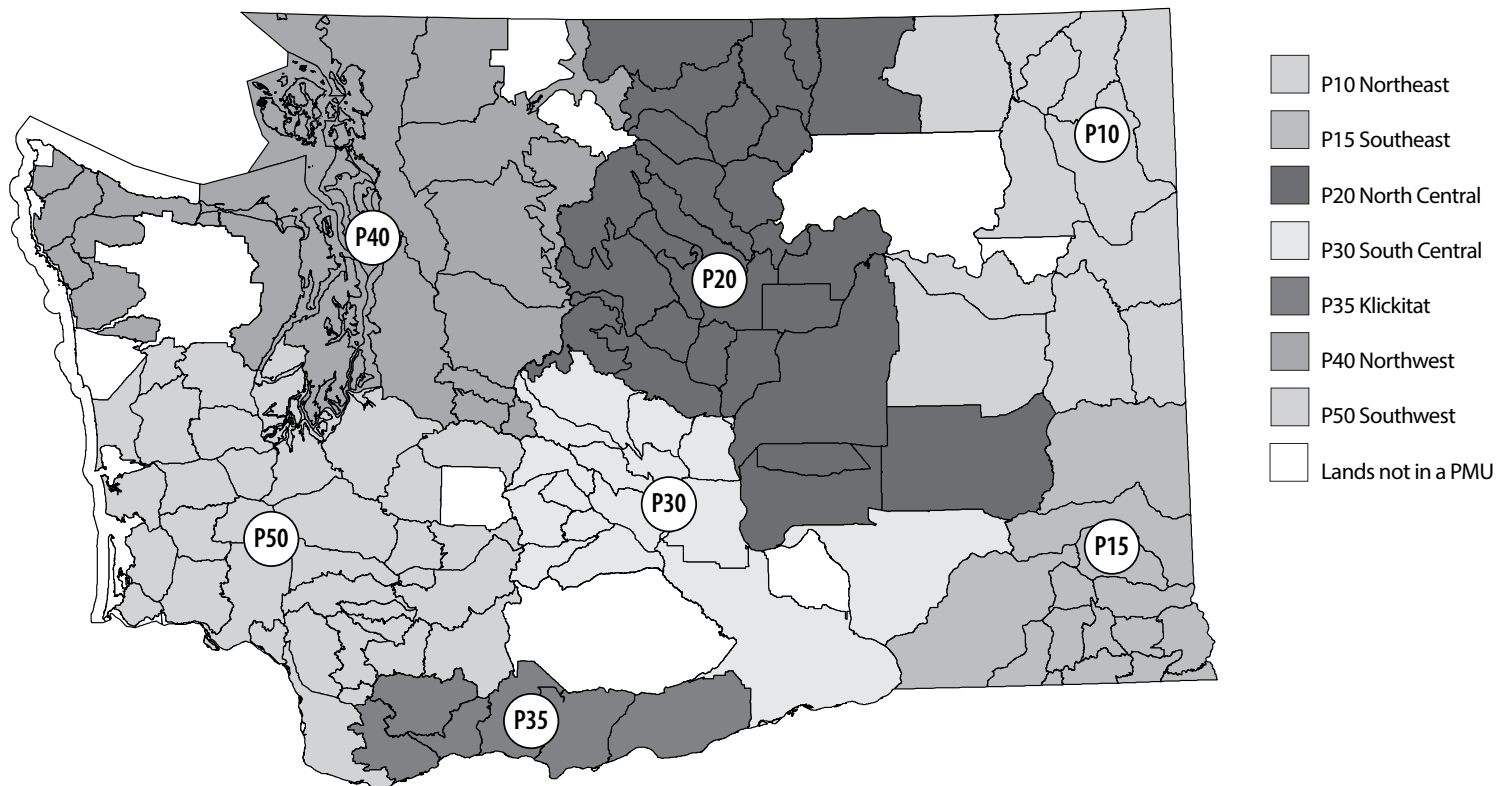 P10
P40
P20
P30
P50
P15
P35
P10 Northeast
P15 Southeast
P20 North Central
P30 South Central
P35 Klickitat
P40 Northwest
P50 Southwest
Lands not in a PMU